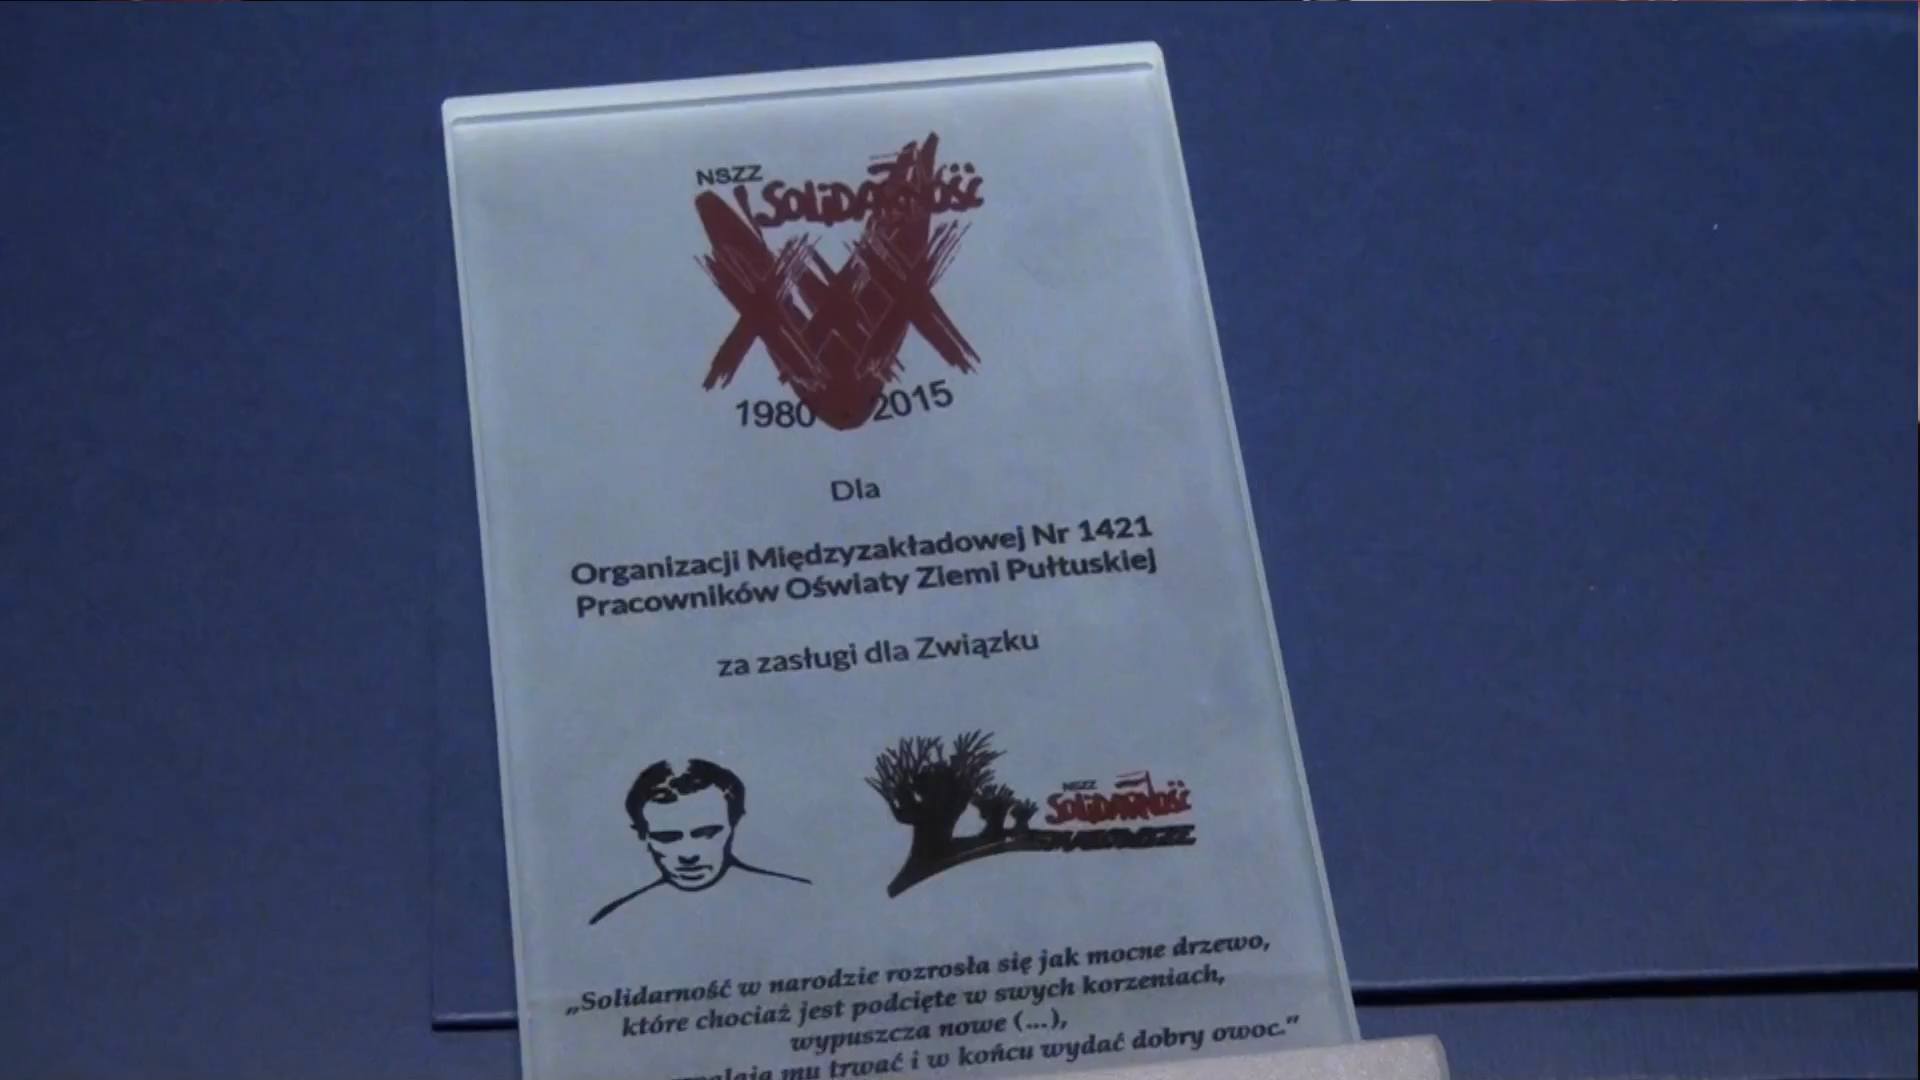 NSZZ
SOLIDARNOŚĆ
1980 2015
Dla
Organizacji Międzyzakładowej Nr 1421
Pracowników Oświaty Ziemi Pułtuskiej
za zasługi dla Związku
NSZZ
SOLIDARNOŚĆ
MAZOWSZE
„Solidarność w narodzie rozrosła się jak mocne drzewo,
które chociaż jest podcięte w swych korzeniach,
wypuszcza nowe (...),
mu trwać i w końcu wydać dobry owoc.”